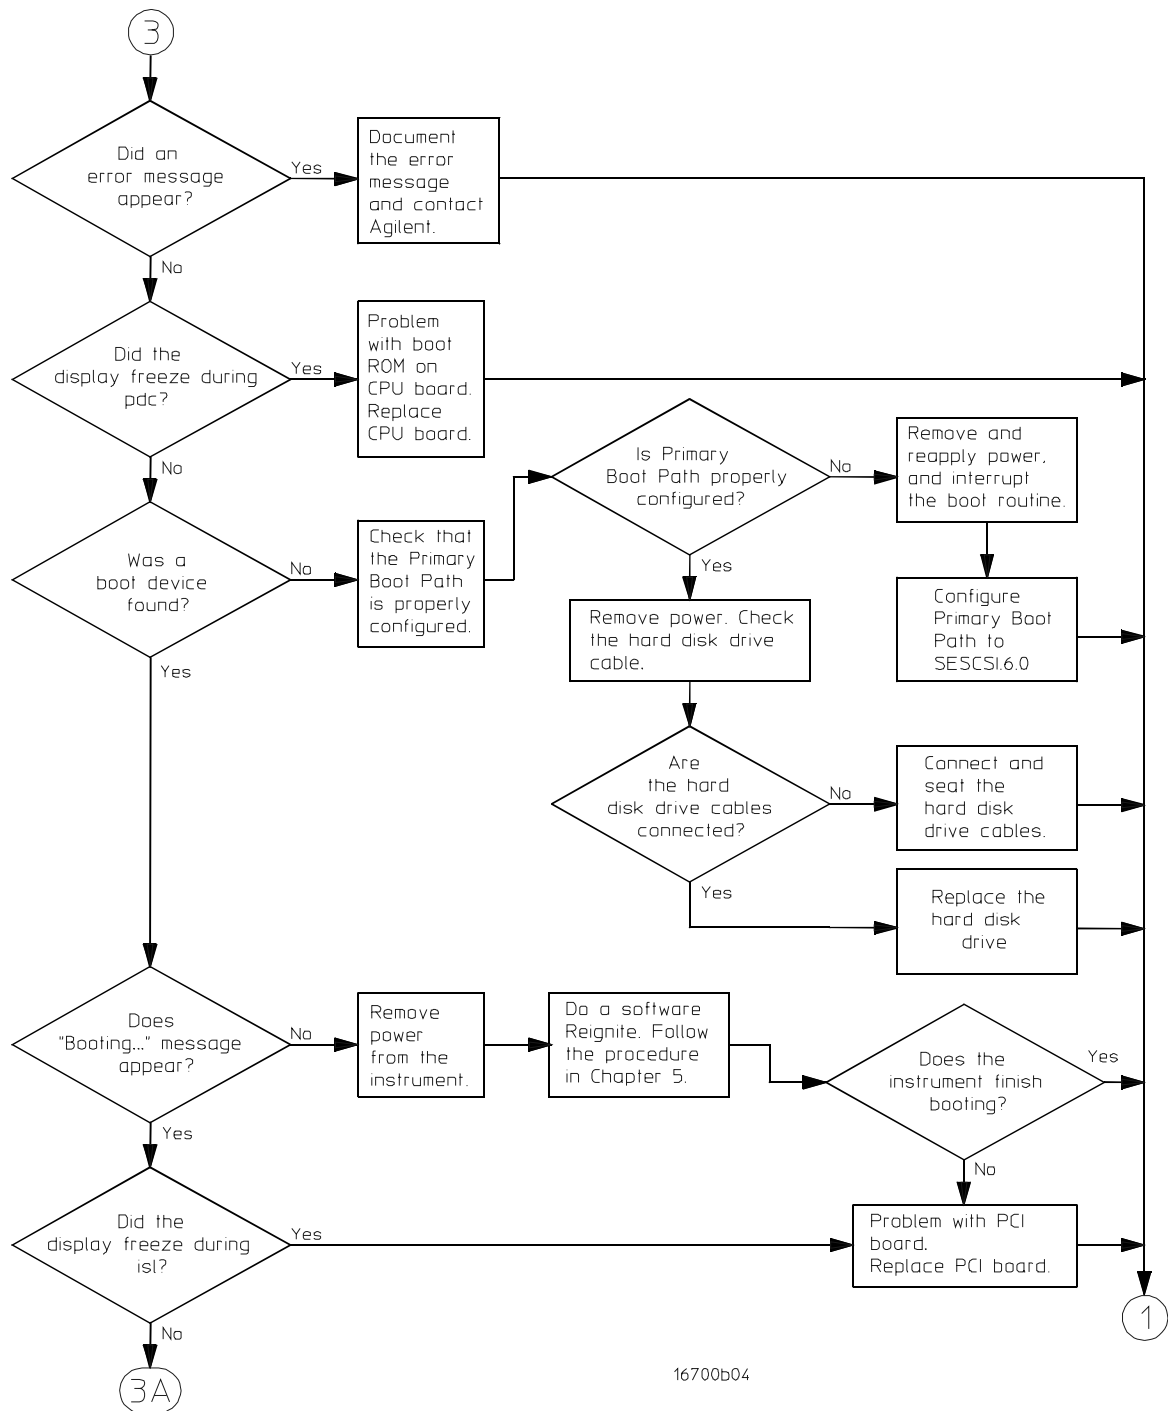 3
Did an
error message
appear?
Yes
Document
the error
message
and contact
Agilent.
No
Did the
display freeze during
pdc?
Yes
Problem
with boot
ROM on
CPU board.
Replace
CPU board.
No
Was a
boot device
found?
No
Check that
the Primary
Boot Path
is properly
configured.
Is Primary
Boot Path properly
configured?
No
Remove and
reapply power,
and interrupt
the boot routine.
Configure
Primary Boot
Path to
SESCSI.6.0
Yes
Remove power. Check
the hard disk drive
cable.
Are
the hard
disk drive cables
connected?
No
Connect and
seat the
hard disk
drive cables.
Yes
Replace the
hard disk
drive
Yes
Does
"Booting..." message
appear?
No
Remove
power
from the
instrument.
Do a software
Reignite. Follow
the procedure
in Chapter 5.
Does the
instrument finish
booting?
Yes
No
Problem with PCI
board.
Replace PCI board.
Yes
Did the
display freeze during
isl?
Yes
No
3A
1
16700b04